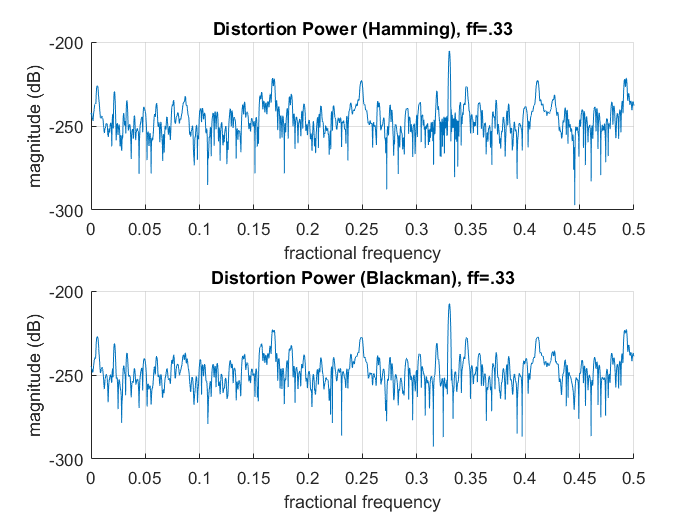 Distortion Power (Hamming), ff=.33
-200
-250
-300
magnitude (dB)
0 0.05 0.1 0.15 0.2 0.25 0.3 0.35 0.4 0.45 0.5
fractional frequency
Distortion Power (Blackman), ff=.33
-200
-250
-300
magnitude (dB)
0 0.05 0.1 0.15 0.2 0.25 0.3 0.35 0.4 0.45 0.5
fractional frequency